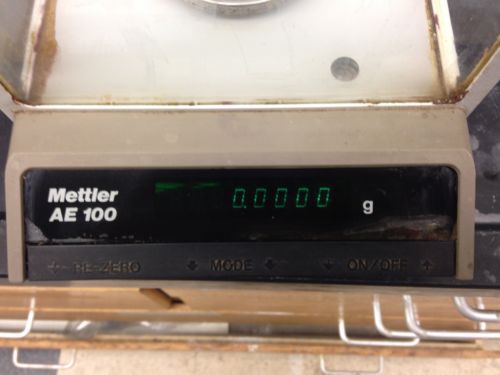 Mettler
AE 100
0.0000 g
RE-ZERO MODE ON/OFF